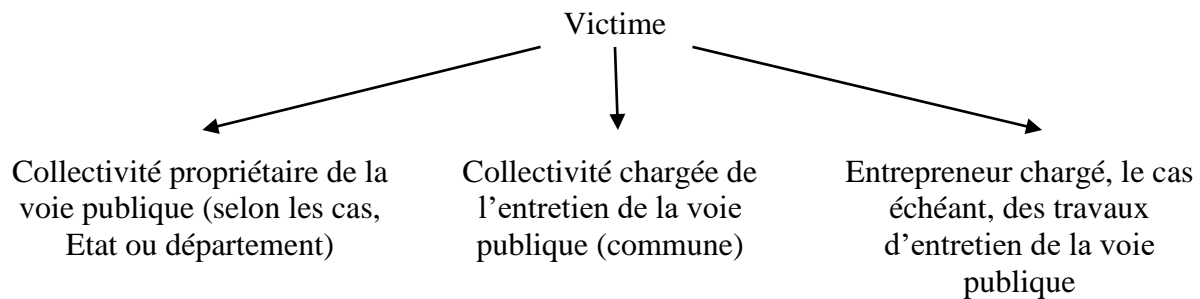 Victime
Collectivité propriétaire de la
voie publique (selon les cas,
Etat ou département)
Collectivité chargée de
l’entretien de la voie
publique (commune)
Entrepreneur chargé, le cas
échéant, des travaux
d’entretien de la voie
publique